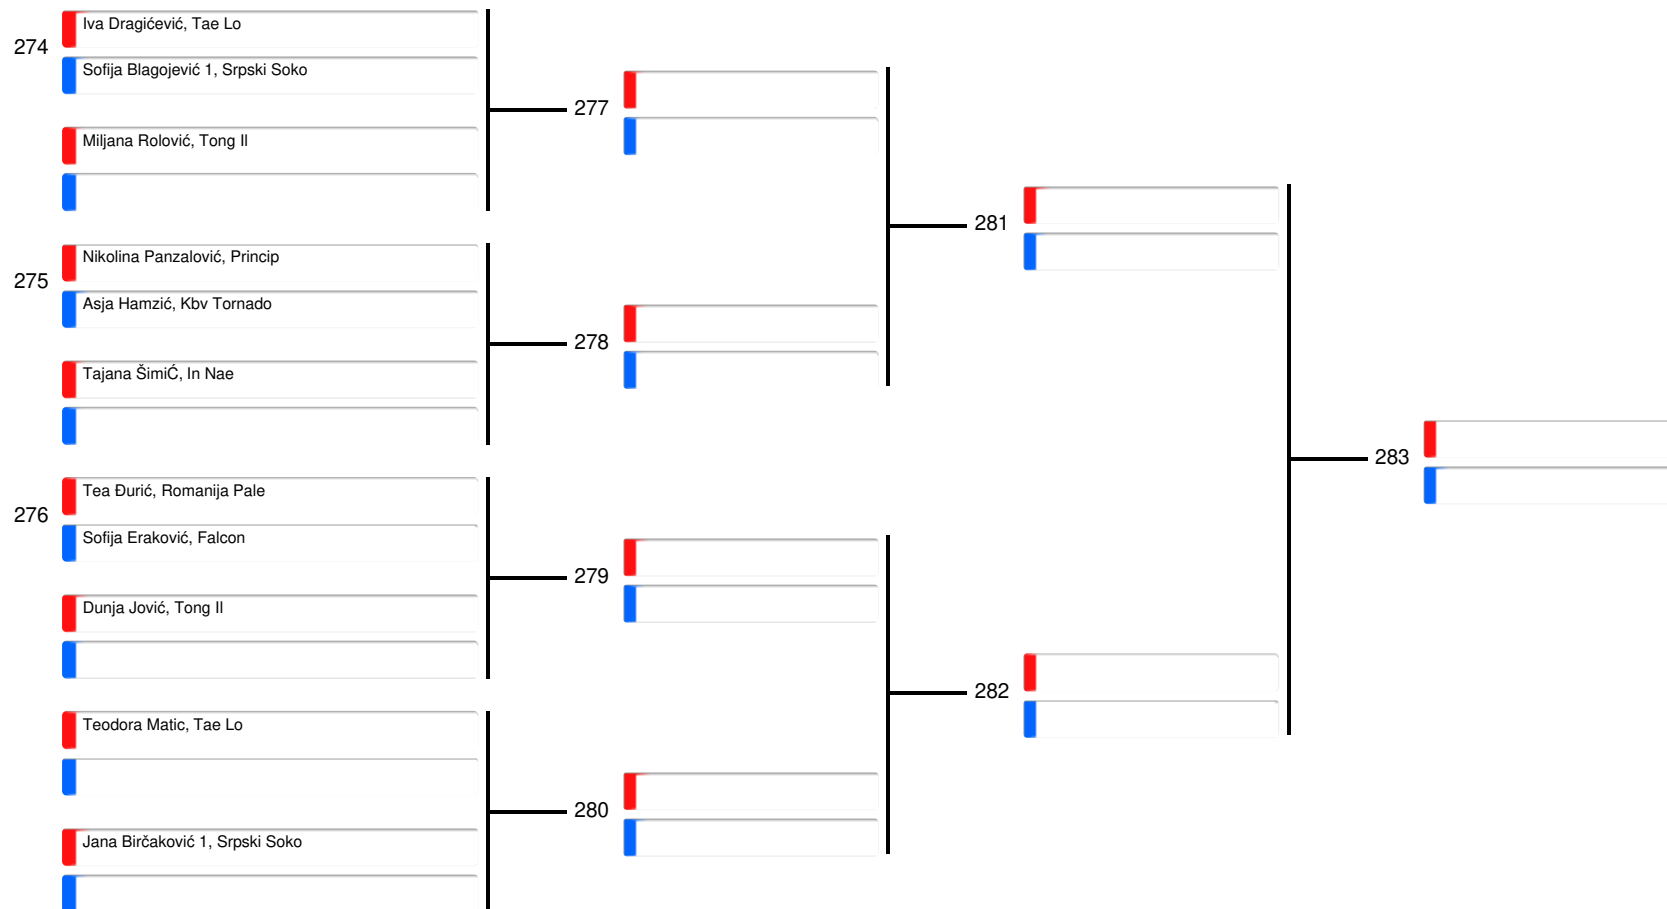 Iva Dragićević, Tae Lo
274
Sofija Blagojević 1, Srpski Soko
277
Miljana Rolović, Tong Il
281
Nikolina Panzalović, Princip
275
Asja Hamzić, Kbv Tornado
278
Tajana ŠimiĆ, In Nae
283
Tea Đurić, Romanija Pale
276
Sofija Eraković, Falcon
279
Dunja Jović, Tong Il
282
Teodora Matic, Tae Lo
280
Jana Birčaković 1, Srpski Soko